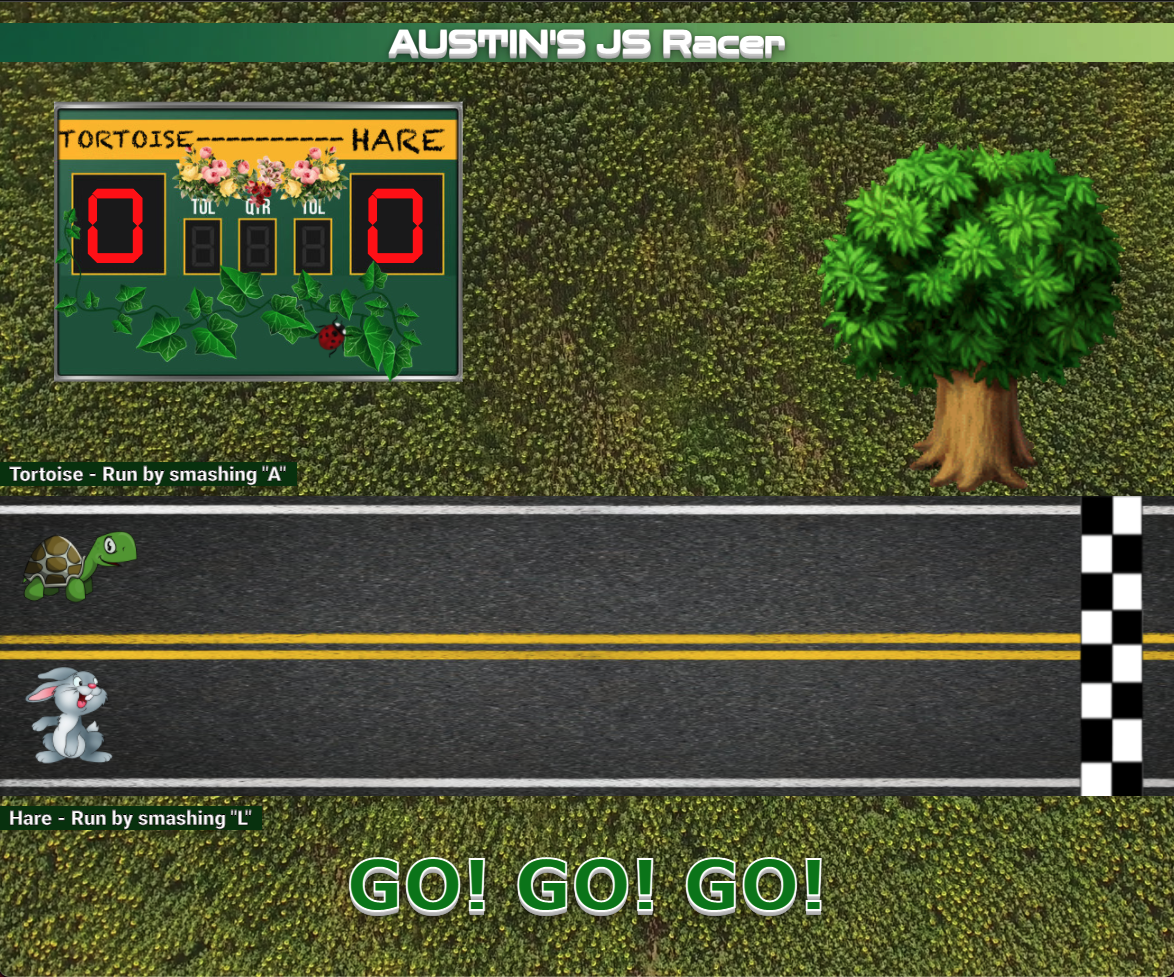 AUSTIN'S JS Racer
TORTOISE---------- HARE
TOL QTR TOL
0 0
Tortoise - Run by smashing "A"
Hare - Run by smashing "L"
GO! GO! GO!